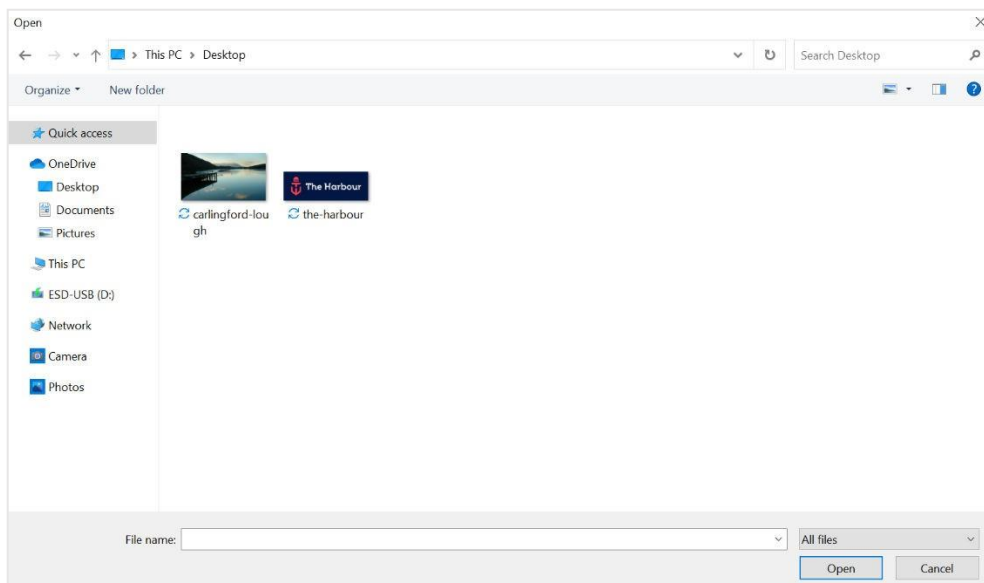 Open
This PC > Desktop
Search Desktop
Organize
New folder
Quick access
OneDrive
Desktop
Documents
Pictures
This PC
ESD-USB (D:)
Network
Camera
Photos
The Harbour
carlingford-lou
gh
the-harbour
File name:
All files
Open
Cancel